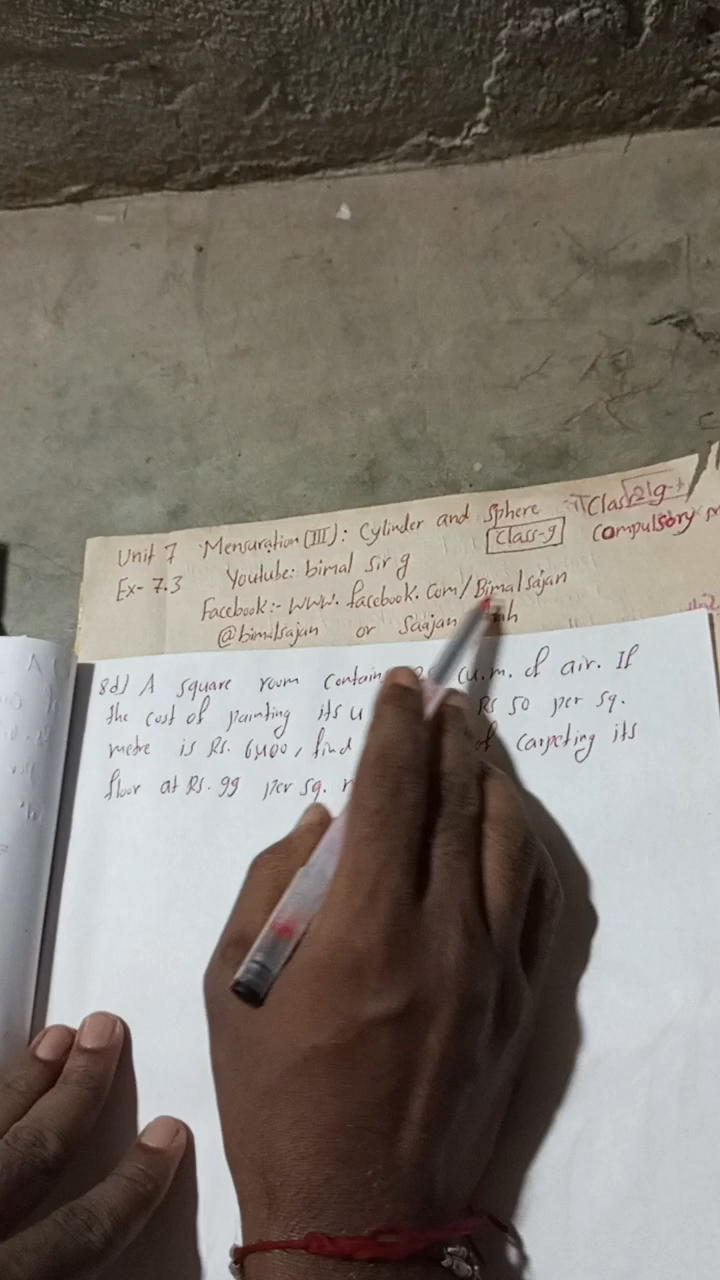 Unit 7 Mensuration (III): Cylinder and Sphere
Class-9
compulsory
Ex- 7.3 Youtube: bimal sir g
Facebook:- WWW. facebook. Com/Bimalsajan
@bimalsajan or Saajan
8d) A square room contain cu.m. of air. If
the cost of painting its Rs 50 per sq.
metre is Rs. 6400, find of carpeting its
floor at Rs. 99 per sq.